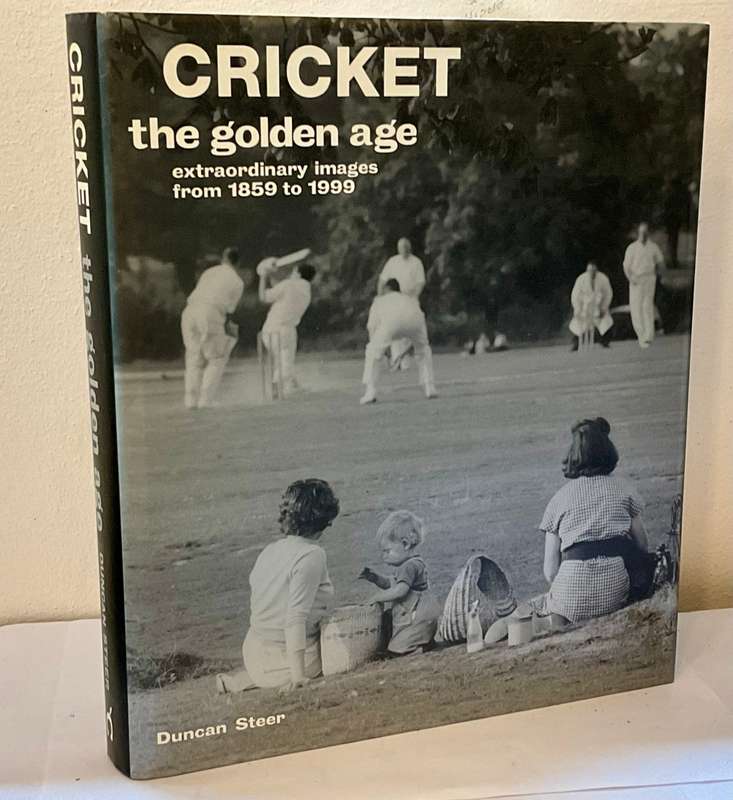 CRICKET
the golden age
extraordinary images
from 1859 to 1999
Duncan Steer
CRICKET the golden age DUNCAN STEER